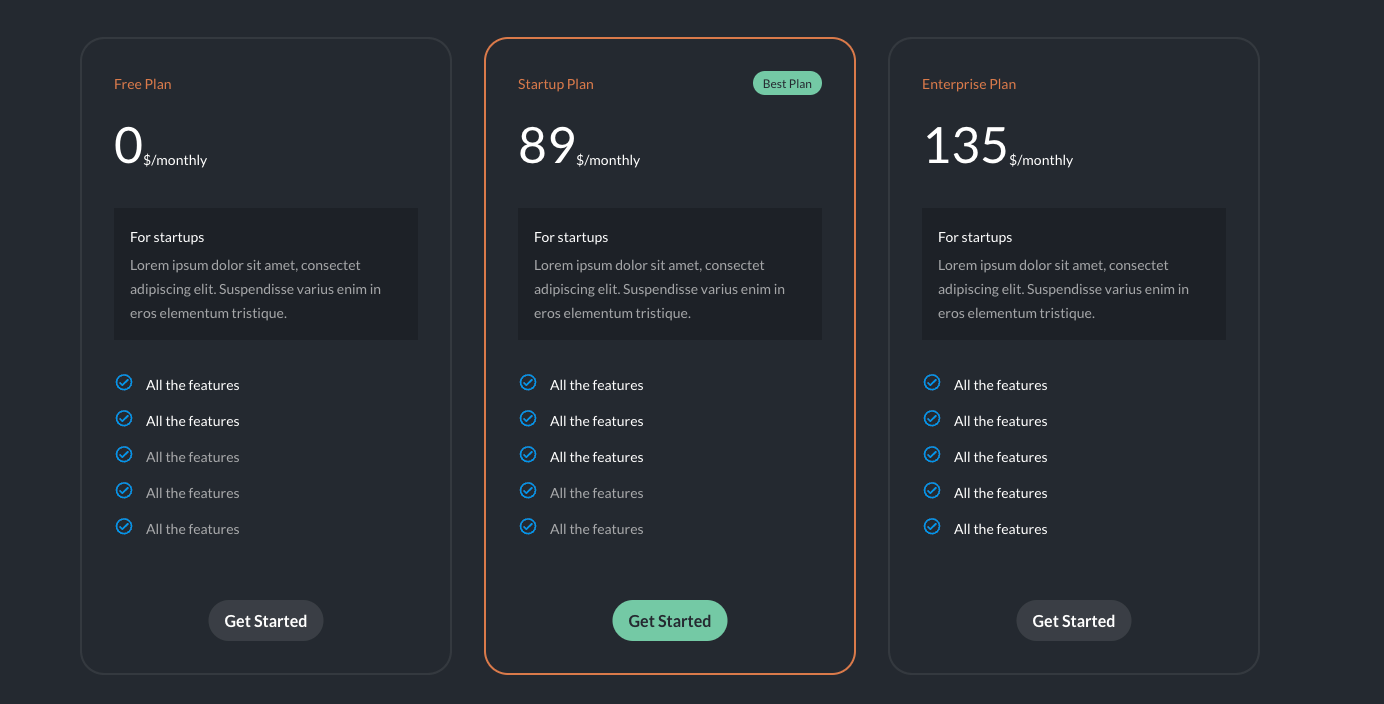 Free Plan
0$/monthly
For startups
Lorem ipsum dolor sit amet, consectet
adipiscing elit. Suspendisse varius enim in
eros elementum tristique.
All the features
All the features
All the features
All the features
All the features
Get Started
Startup Plan
Best Plan
89$/monthly
For startups
Lorem ipsum dolor sit amet, consectet
adipiscing elit. Suspendisse varius enim in
eros elementum tristique.
All the features
All the features
All the features
All the features
All the features
Get Started
Enterprise Plan
135$/monthly
For startups
Lorem ipsum dolor sit amet, consectet
adipiscing elit. Suspendisse varius enim in
eros elementum tristique.
All the features
All the features
All the features
All the features
All the features
Get Started